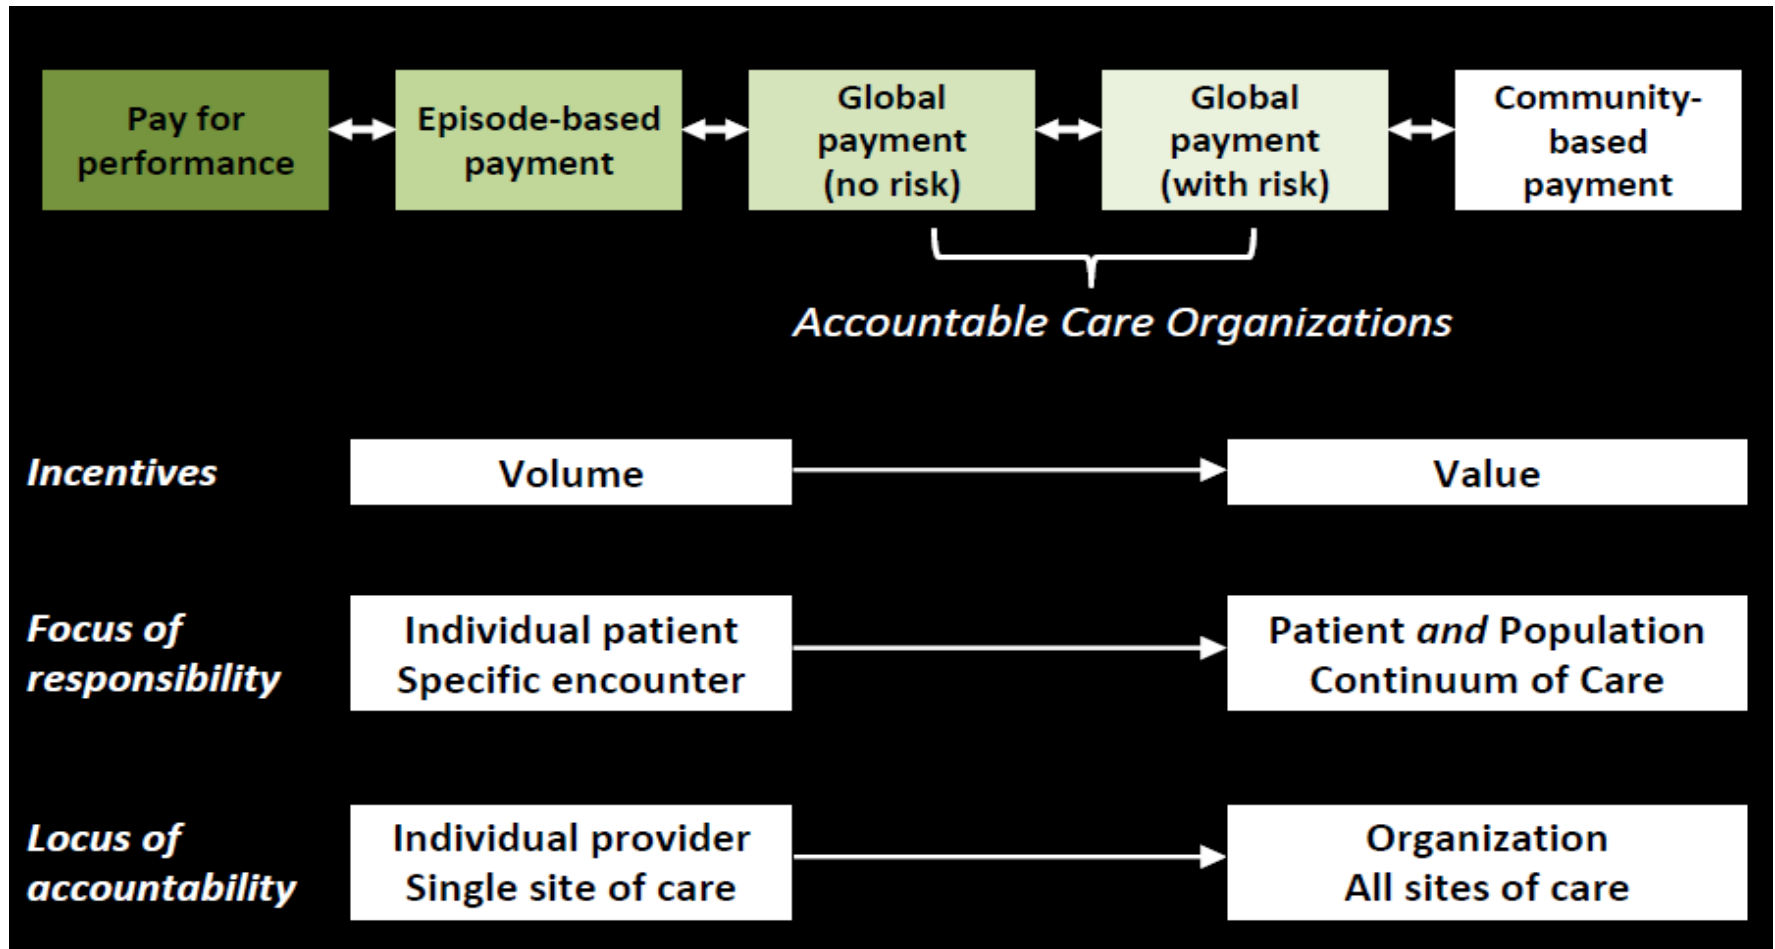 Pay for
performance
Episode-based
payment
Global
payment
(no risk)
Global
payment
(with risk)
Community-
based
payment
Accountable Care Organizations
Incentives
Volume
Value
Focus of
responsibility
Individual patient
Specific encounter
Patient and Population
Continuum of Care
Locus of
accountability
Individual provider
Single site of care
Organization
All sites of care